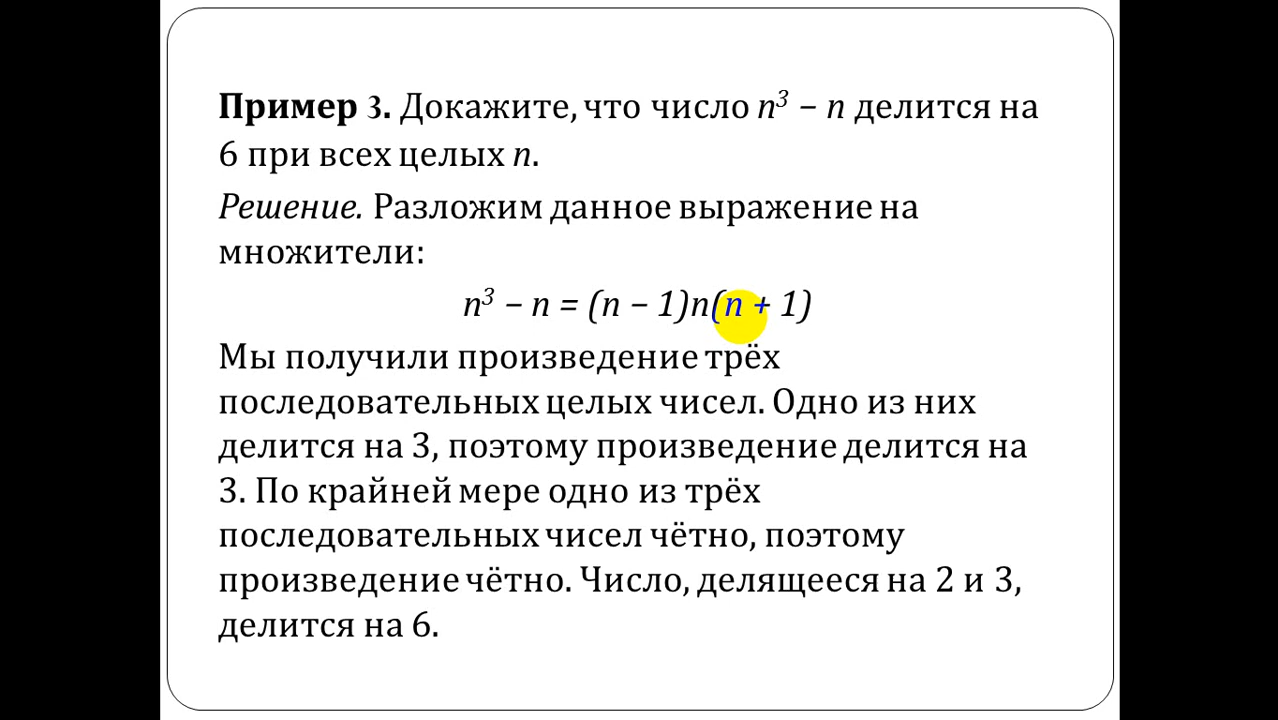 Пример 3. Докажите, что число n³ − n делится на
6 при всех целых n.
Решение. Разложим данное выражение на
множители:
n³ − n = (n − 1)n(n + 1)
Мы получили произведение трёх
последовательных целых чисел. Одно из них
делится на 3, поэтому произведение делится на
3. По крайней мере одно из трёх
последовательных чисел чётно, поэтому
произведение чётно. Число, делящееся на 2 и 3,
делится на 6.